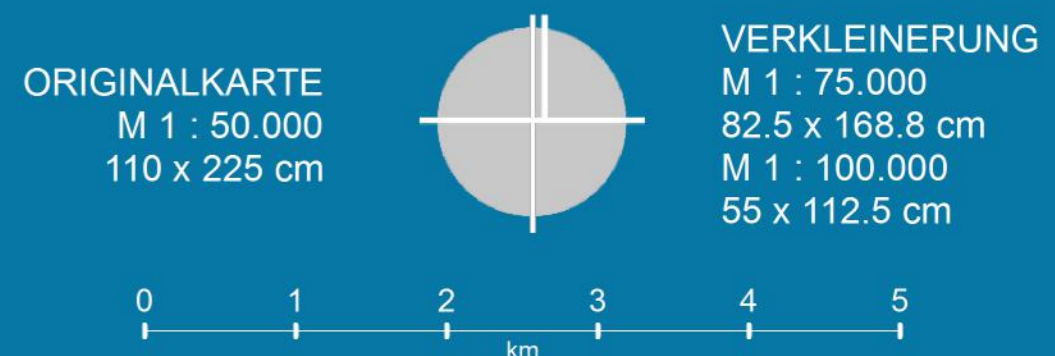 ORIGINALKARTE
M 1 : 50.000
110 x 225 cm
VERKLEINERUNG
M 1 : 75.000
82.5 x 168.8 cm
M 1 : 100.000
55 x 112.5 cm
0 1 2 3 4 5
km